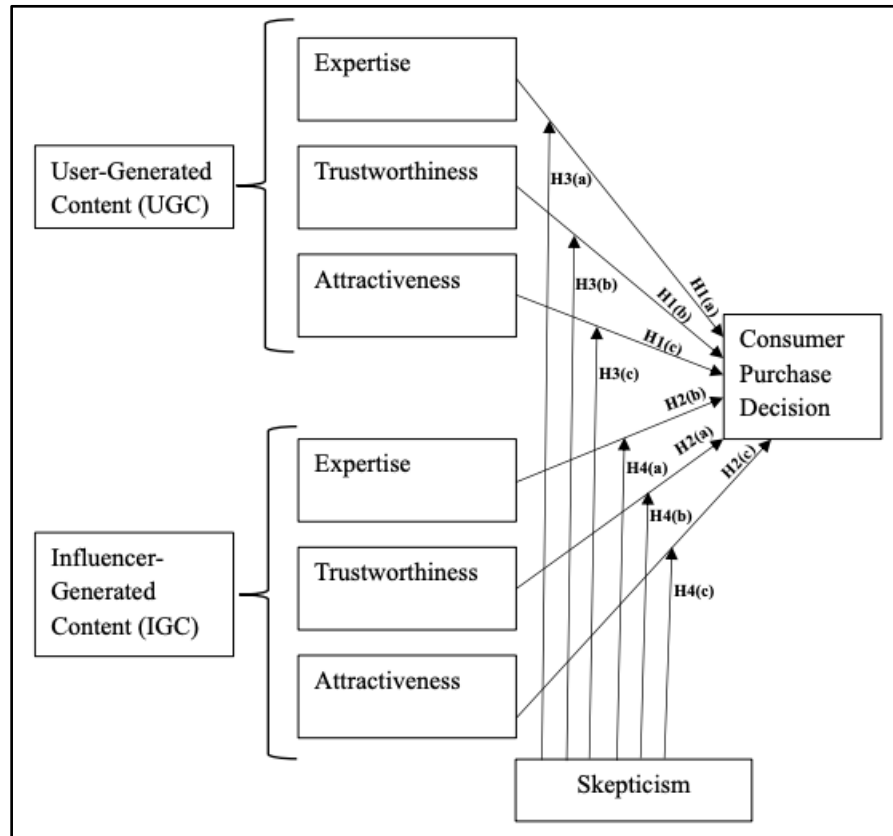 Expertise
User-Generated
Content (UGC)
Trustworthiness
Attractiveness
H3(a)
H3(b)
H3(c)
H1(a)
H1(b)
H1(c)
Consumer
Purchase
Decision
Influencer-
Generated
Content (IGC)
Expertise
Trustworthiness
Attractiveness
H2(b)
H2(a)
H2(c)
H4(a)
H4(b)
H4(c)
Skepticism